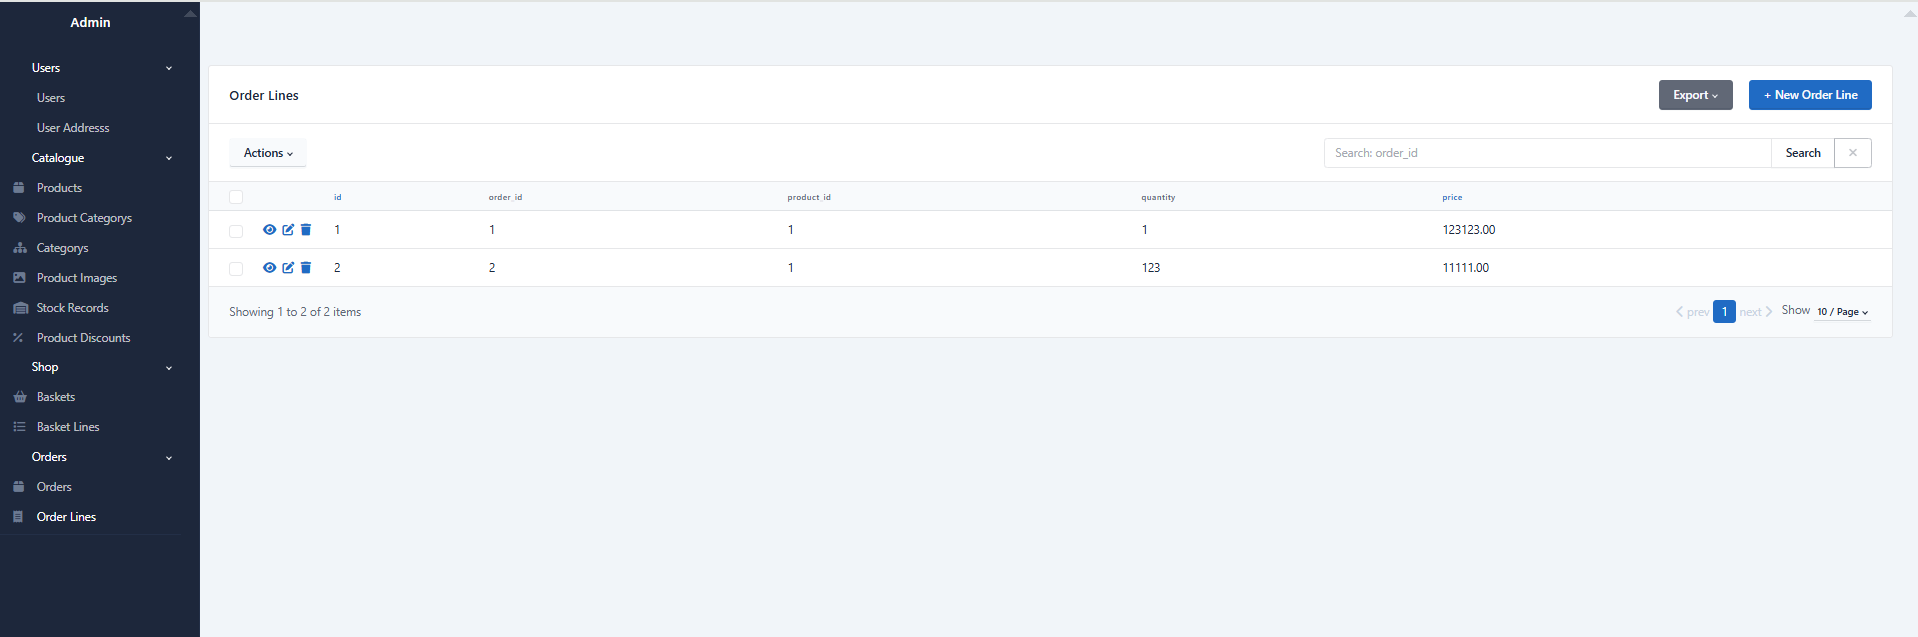 Admin
Users
Users
User Addresss
Catalogue
Products
Product Categorys
Categorys
Product Images
Stock Records
Product Discounts
Shop
Baskets
Basket Lines
Orders
Orders
Order Lines
Order Lines
Export
+ New Order Line
Actions
Search: order_id
Search
id order_id product_id quantity price
1 1 1 1 123123.00
2 2 1 123 11111.00
Showing 1 to 2 of 2 items
prev 1 next Show 10 / Page